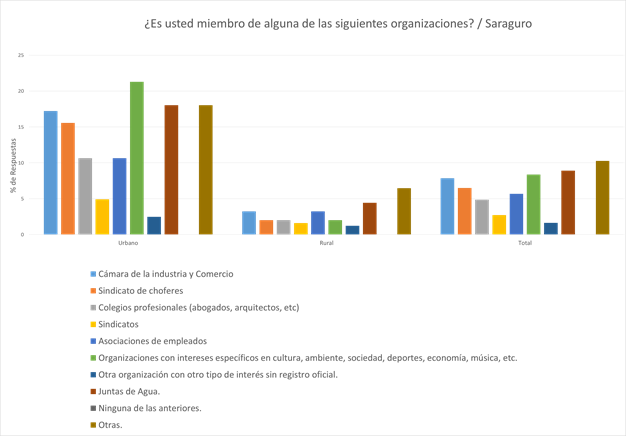 ¿Es usted miembro de alguna de las siguientes organizaciones? / Saraguro
25
20
15
10
5
0
% de Respuestas
Urbano Rural Total
Cámara de la industria y Comercio
Sindicato de choferes
Colegios profesionales (abogados, arquitectos, etc)
Sindicatos
Asociaciones de empleados
Organizaciones con intereses específicos en cultura, ambiente, sociedad, deportes, economía, música, etc.
Otra organización con otro tipo de interés sin registro oficial.
Juntas de Agua.
Ninguna de las anteriores.
Otras.